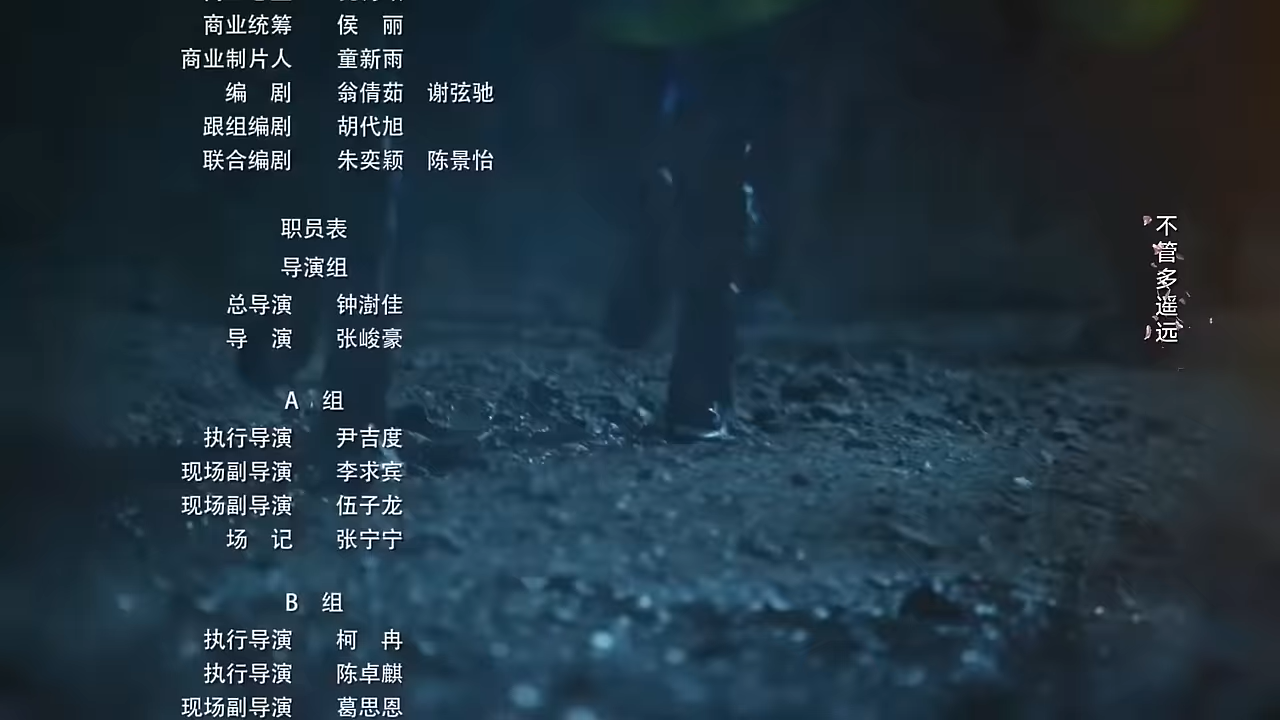 商业统筹 侯 丽
商业制片人 童新雨
编 剧 翁倩茹 谢弦驰
跟组编剧 胡代旭
联合编剧 朱奕颖 陈景怡
职员表
导演组
总导演 钟澍佳
导 演 张峻豪
A 组
执行导演 尹吉度
现场副导演 李求宾
现场副导演 伍子龙
场 记 张宁宁
B 组
执行导演 柯 冉
执行导演 陈卓麒
现场副导演 葛思恩
不管多遥远